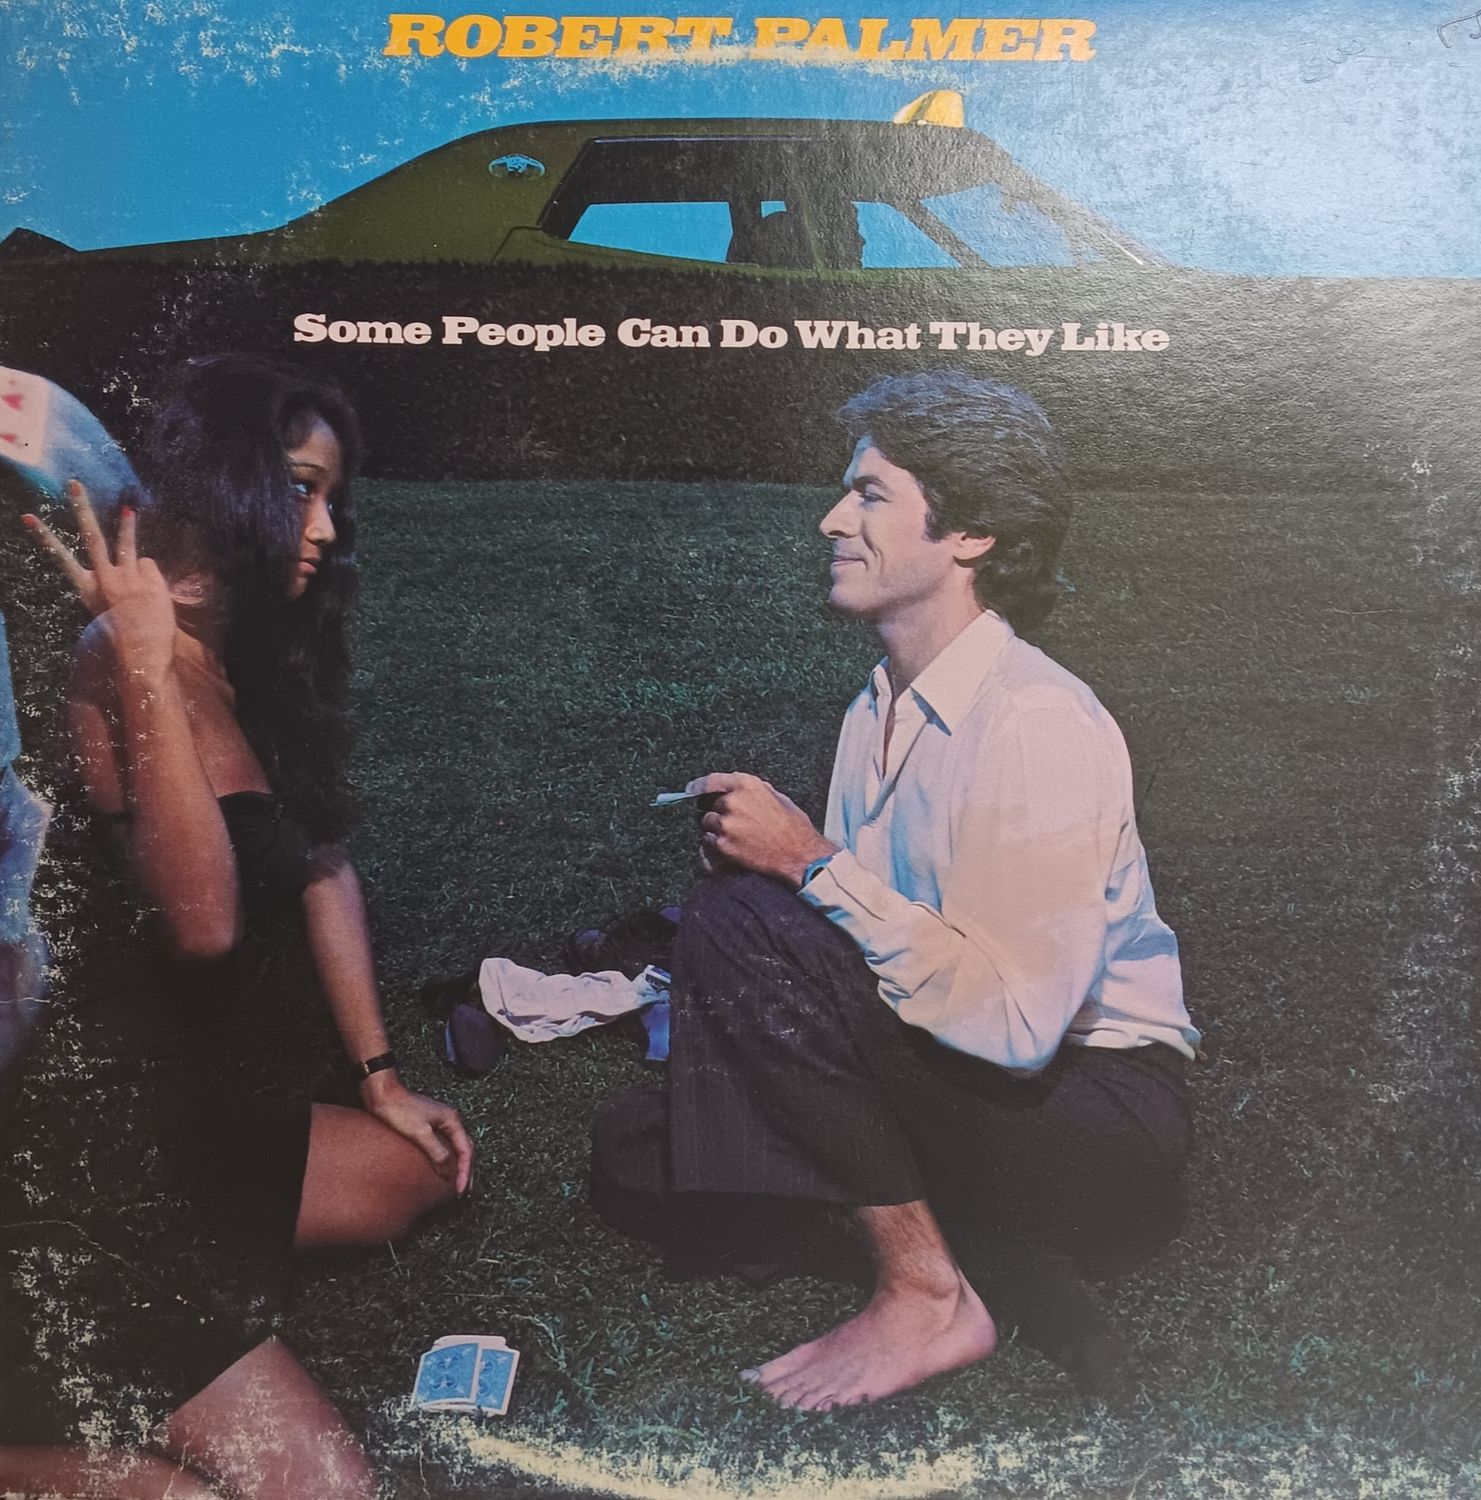 ROBERT PALMER
Some People Can Do What They Like